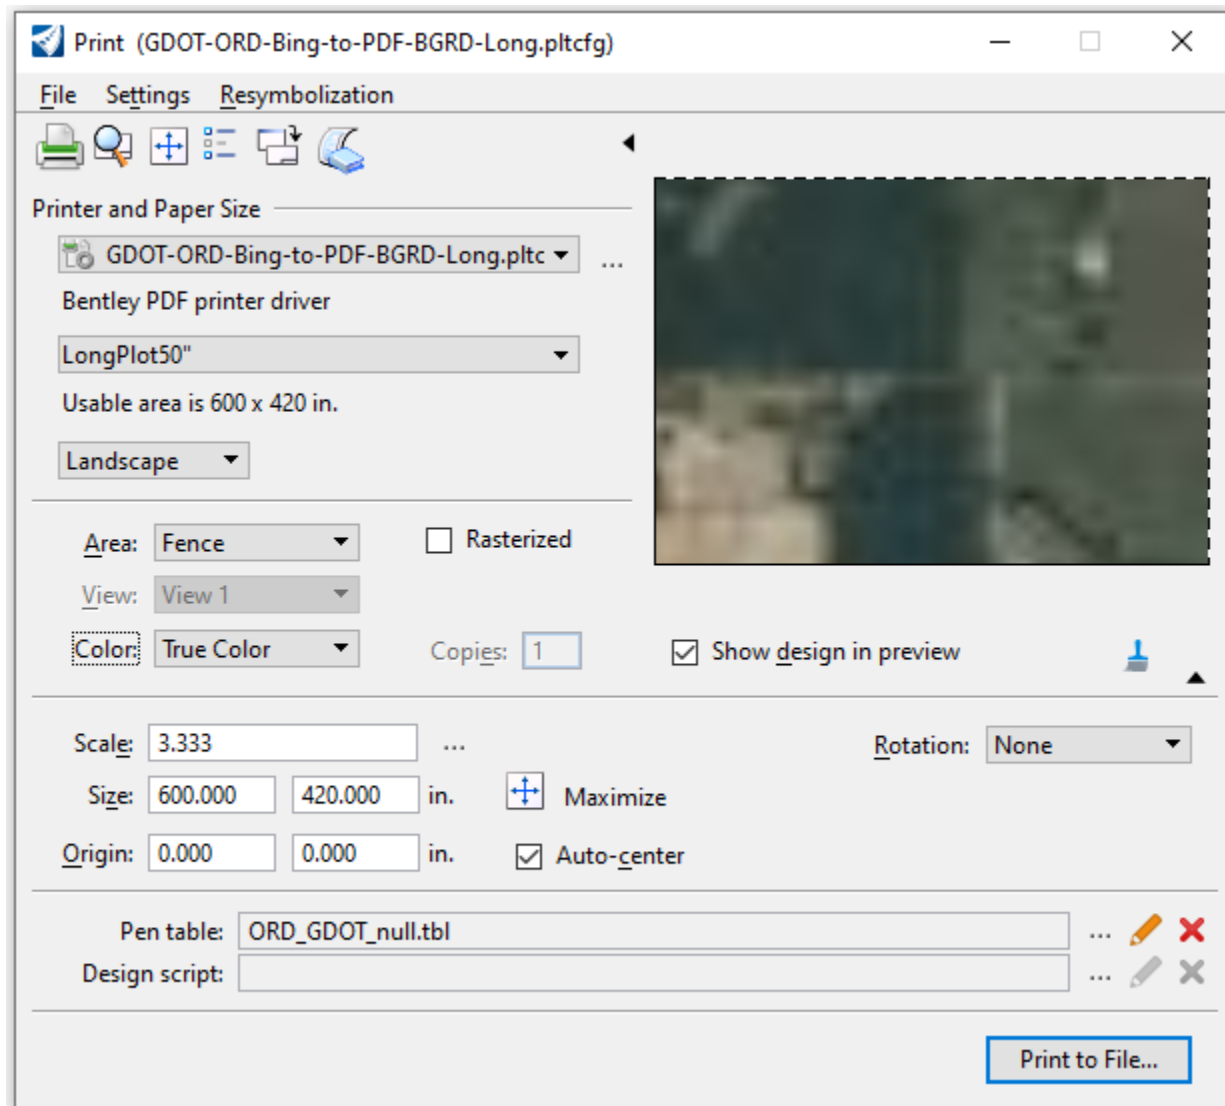 Print (GDOT-ORD-Bing-to-PDF-BGRD-Long.pltcfg)
File Settings Resymbolization
Printer and Paper Size
GDOT-ORD-Bing-to-PDF-BGRD-Long.pltc
...
Bentley PDF printer driver
LongPlot50"
Usable area is 600 x 420 in.
Landscape
Area: Fence Rasterized
View: View 1
Color: True Color Copies: 1 Show design in preview
Scale: 3.333 ... Rotation: None
Size: 600.000 420.000 in. Maximize
Origin: 0.000 0.000 in. Auto-center
Pen table: ORD_GDOT_null.tbl ...
Design script: ...
Print to File...